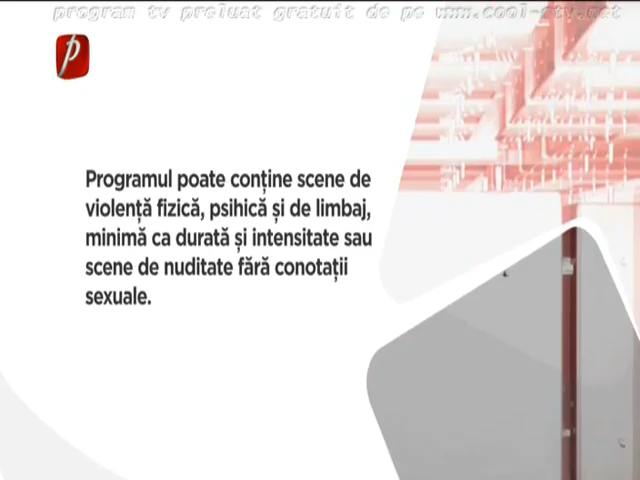 program tv preluat gratuit de pe www.cool-etv.net
p
Programul poate conține scene de
violență fizică, psihică și de limbaj,
minimă ca durată și intensitate sau
scene de nuditate fără conotații
sexuale.